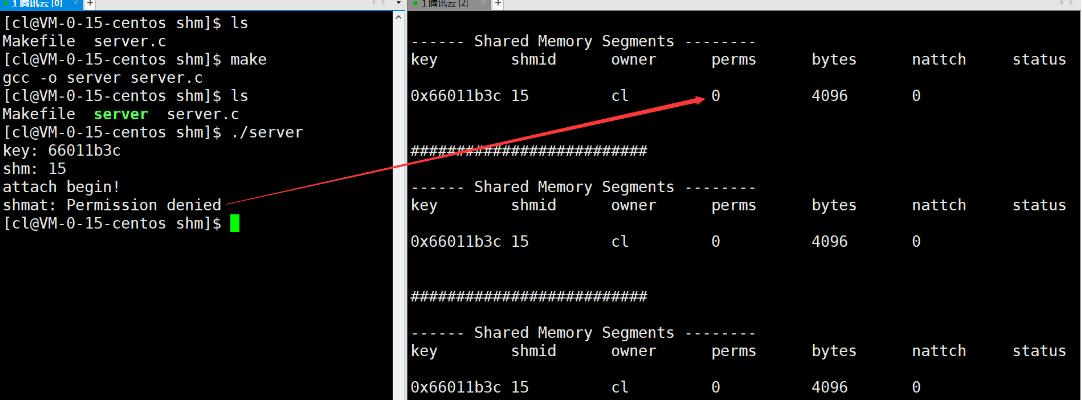 1 腾讯云 [0]
[cl@VM-0-15-centos shm]$ ls
Makefile  server.c
[cl@VM-0-15-centos shm]$ make
gcc -o server server.c
[cl@VM-0-15-centos shm]$ ls
Makefile  server  server.c
[cl@VM-0-15-centos shm]$ ./server
key: 66011b3c
shm: 15
attach begin!
shmat: Permission denied
[cl@VM-0-15-centos shm]$
1 腾讯云 [2]
------ Shared Memory Segments --------
key        shmid      owner      perms      bytes      nattch     status
0x66011b3c 15         cl         0          4096       0
##########################
------ Shared Memory Segments --------
key        shmid      owner      perms      bytes      nattch     status
0x66011b3c 15         cl         0          4096       0
##########################
------ Shared Memory Segments --------
key        shmid      owner      perms      bytes      nattch     status
0x66011b3c 15         cl         0          4096       0